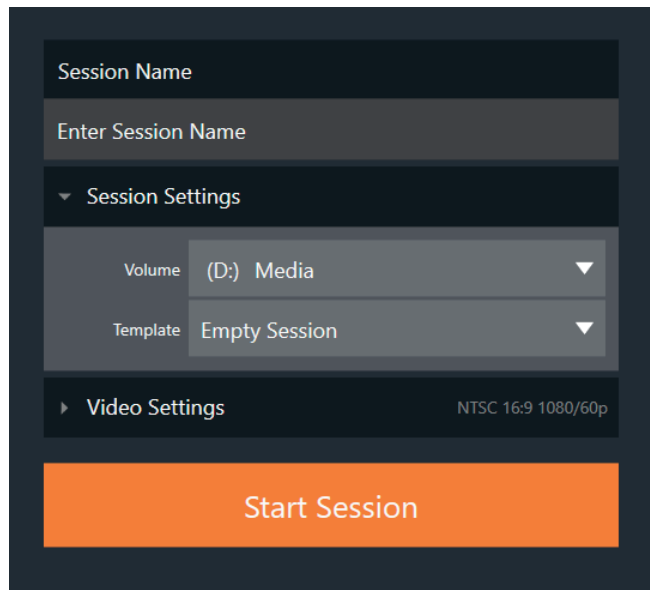 Session Name
Enter Session Name
Session Settings
Volume (D:) Media
Template Empty Session
Video Settings NTSC 16:9 1080/60p
Start Session